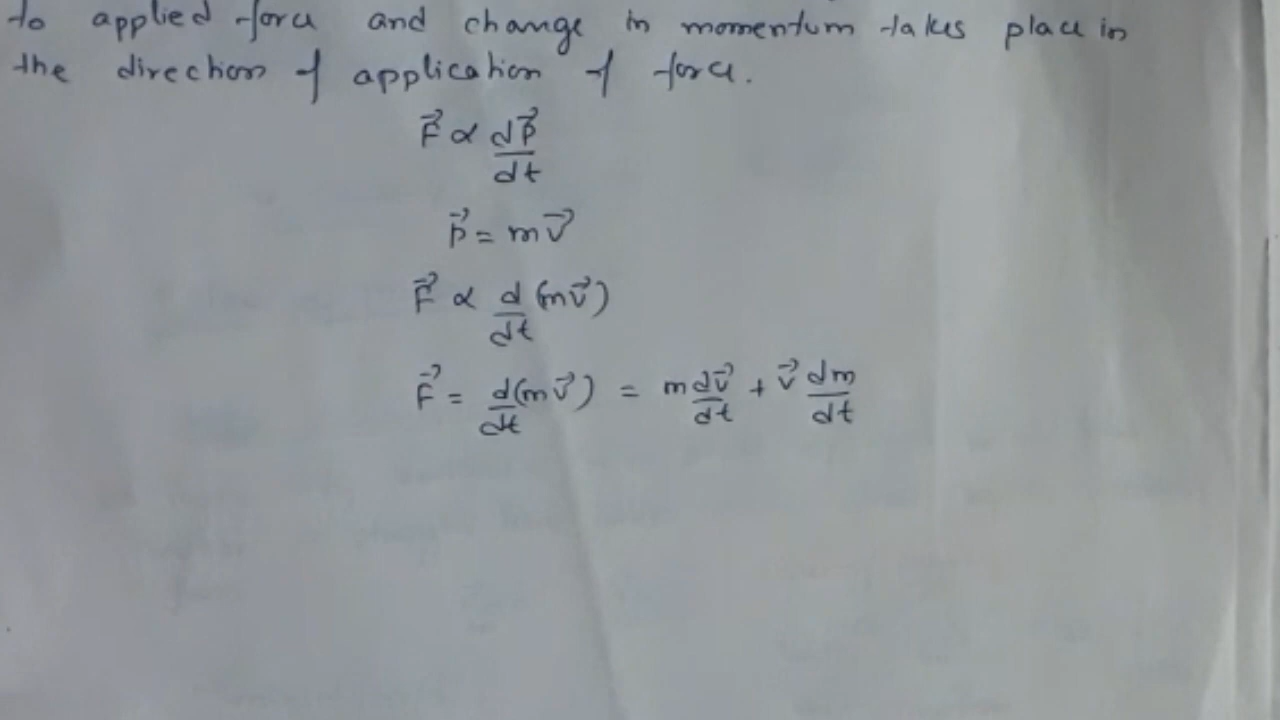 to applied force and change in momentum takes place in
the direction of application of force.
F⃗ ∝ dP⃗/dt
p⃗ = mv⃗
F⃗ ∝ d/dt (mv⃗)
F⃗ = d/dt (mv⃗) = m dv⃗/dt + v⃗ dm/dt